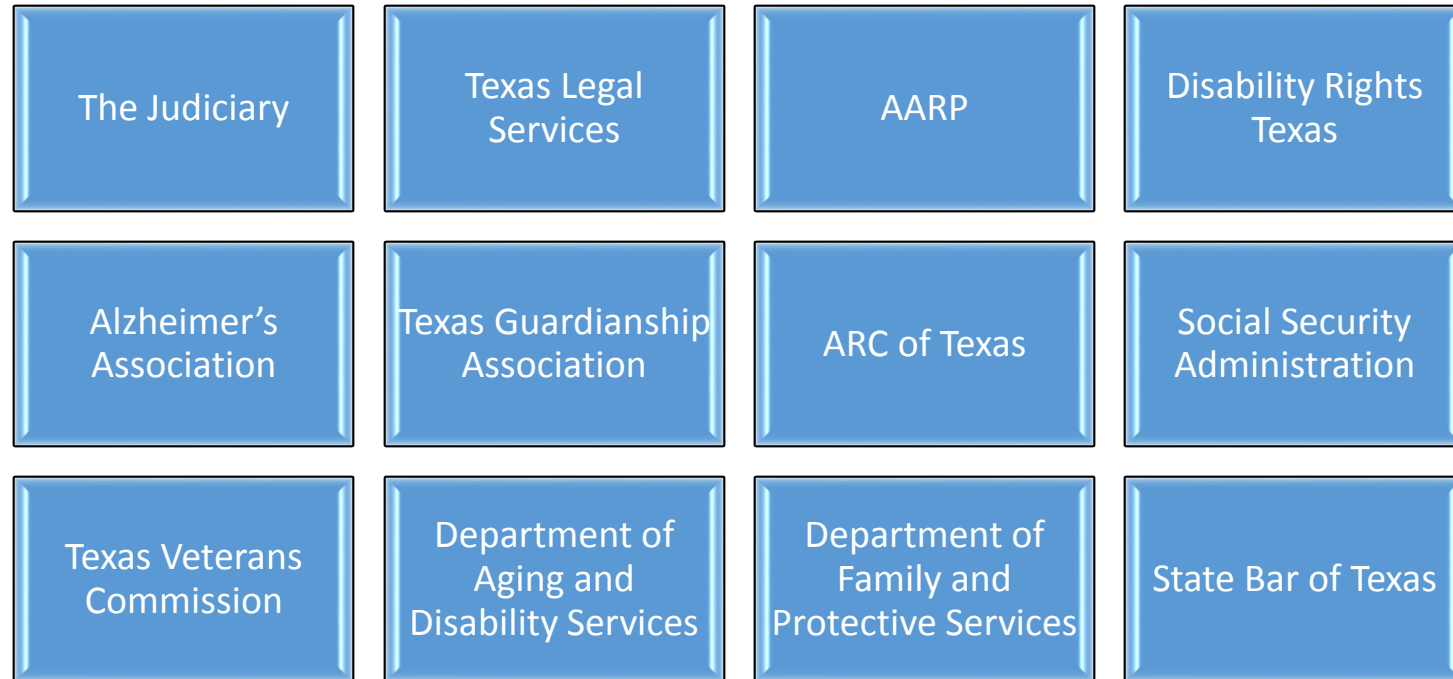 The Judiciary
Texas Legal
Services
AARP
Disability Rights
Texas
Alzheimer’s
Association
Texas Guardianship
Association
ARC of Texas
Social Security
Administration
Texas Veterans
Commission
Department of
Aging and
Disability Services
Department of
Family and
Protective Services
State Bar of Texas